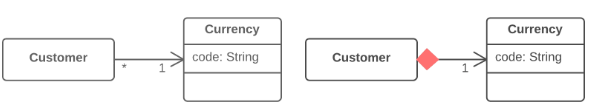 Currency
Customer
code: String
*
1
Currency
Customer
code: String
1